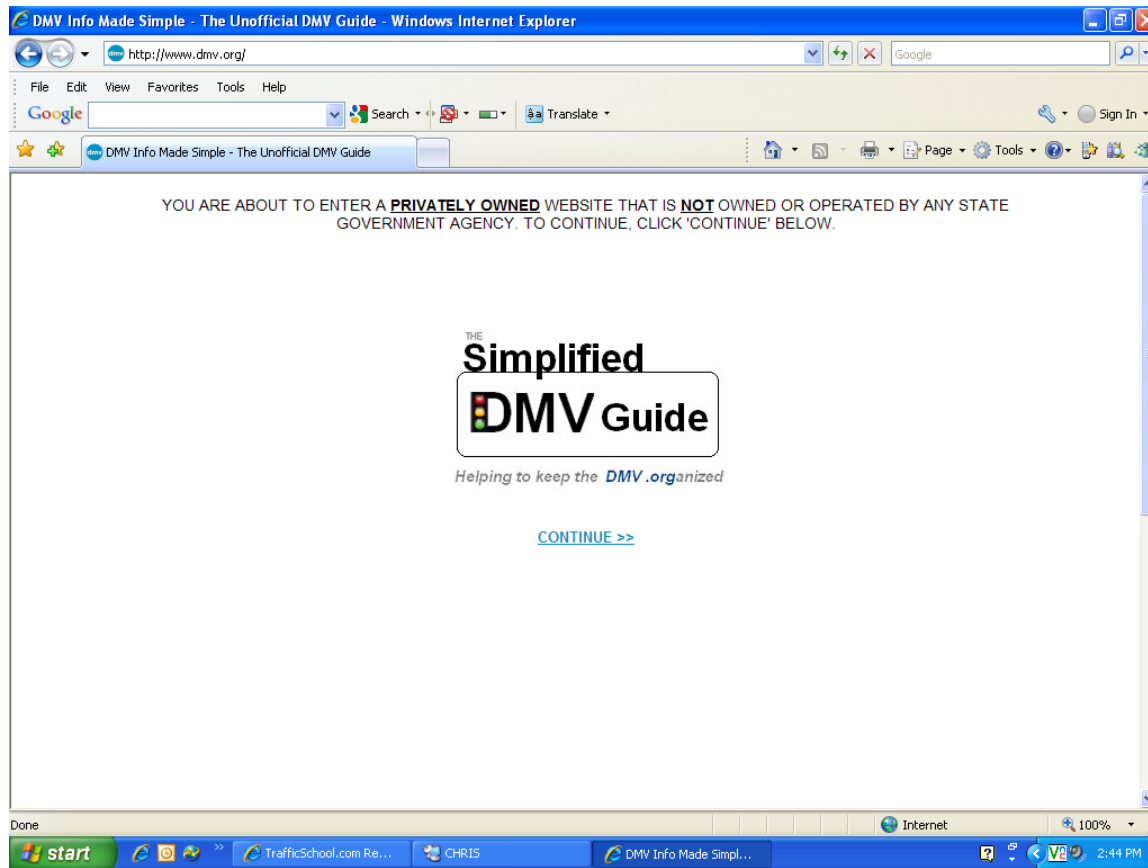 DMV Info Made Simple - The Unofficial DMV Guide - Windows Internet Explorer
http://www.dmv.org/
Google
File Edit View Favorites Tools Help
Google Search Translate Sign In
DMV Info Made Simple - The Unofficial DMV Guide
Page Tools
YOU ARE ABOUT TO ENTER A PRIVATELY OWNED WEBSITE THAT IS NOT OWNED OR OPERATED BY ANY STATE
GOVERNMENT AGENCY. TO CONTINUE, CLICK 'CONTINUE' BELOW.
THE
Simplified
DMV Guide
Helping to keep the DMV .organized
CONTINUE >>
Done Internet 100%
start TrafficSchool.com Re... CHRIS DMV Info Made Simpl... 2:44 PM